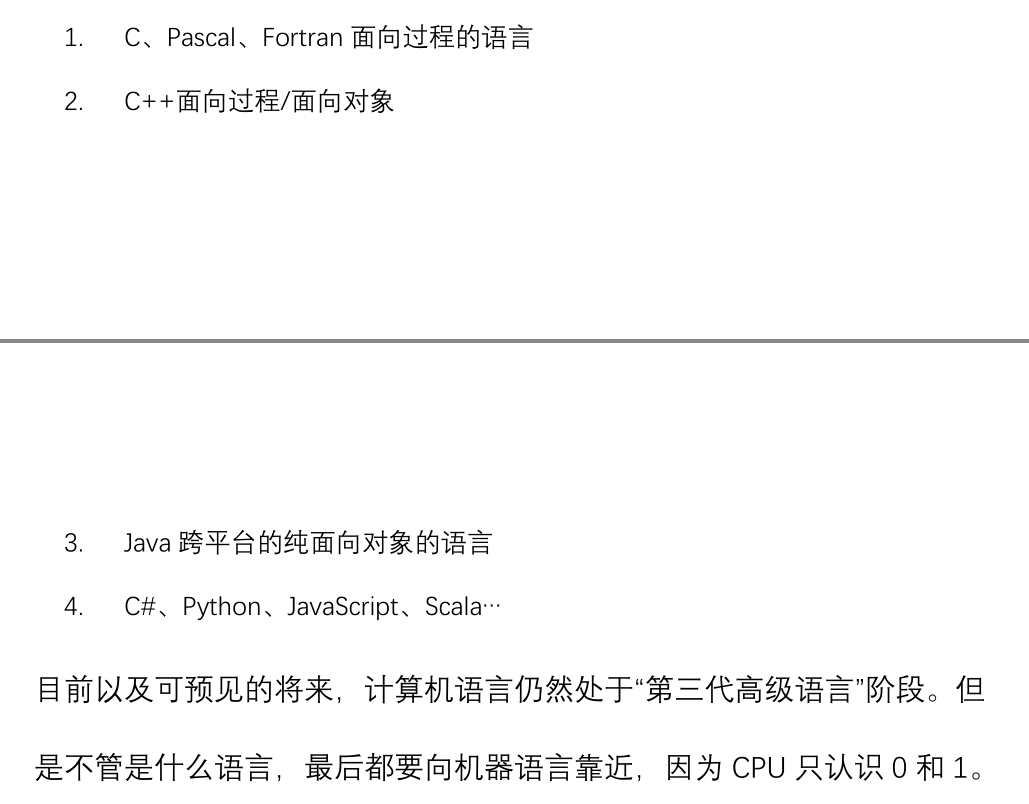 1. C、Pascal、Fortran 面向过程的语言
2. C++面向过程/面向对象
3. Java 跨平台的纯面向对象的语言
4. C#、Python、JavaScript、Scala…
目前以及可预见的将来，计算机语言仍然处于“第三代高级语言”阶段。但
是不管是什么语言，最后都要向机器语言靠近，因为 CPU 只认识 0 和 1。